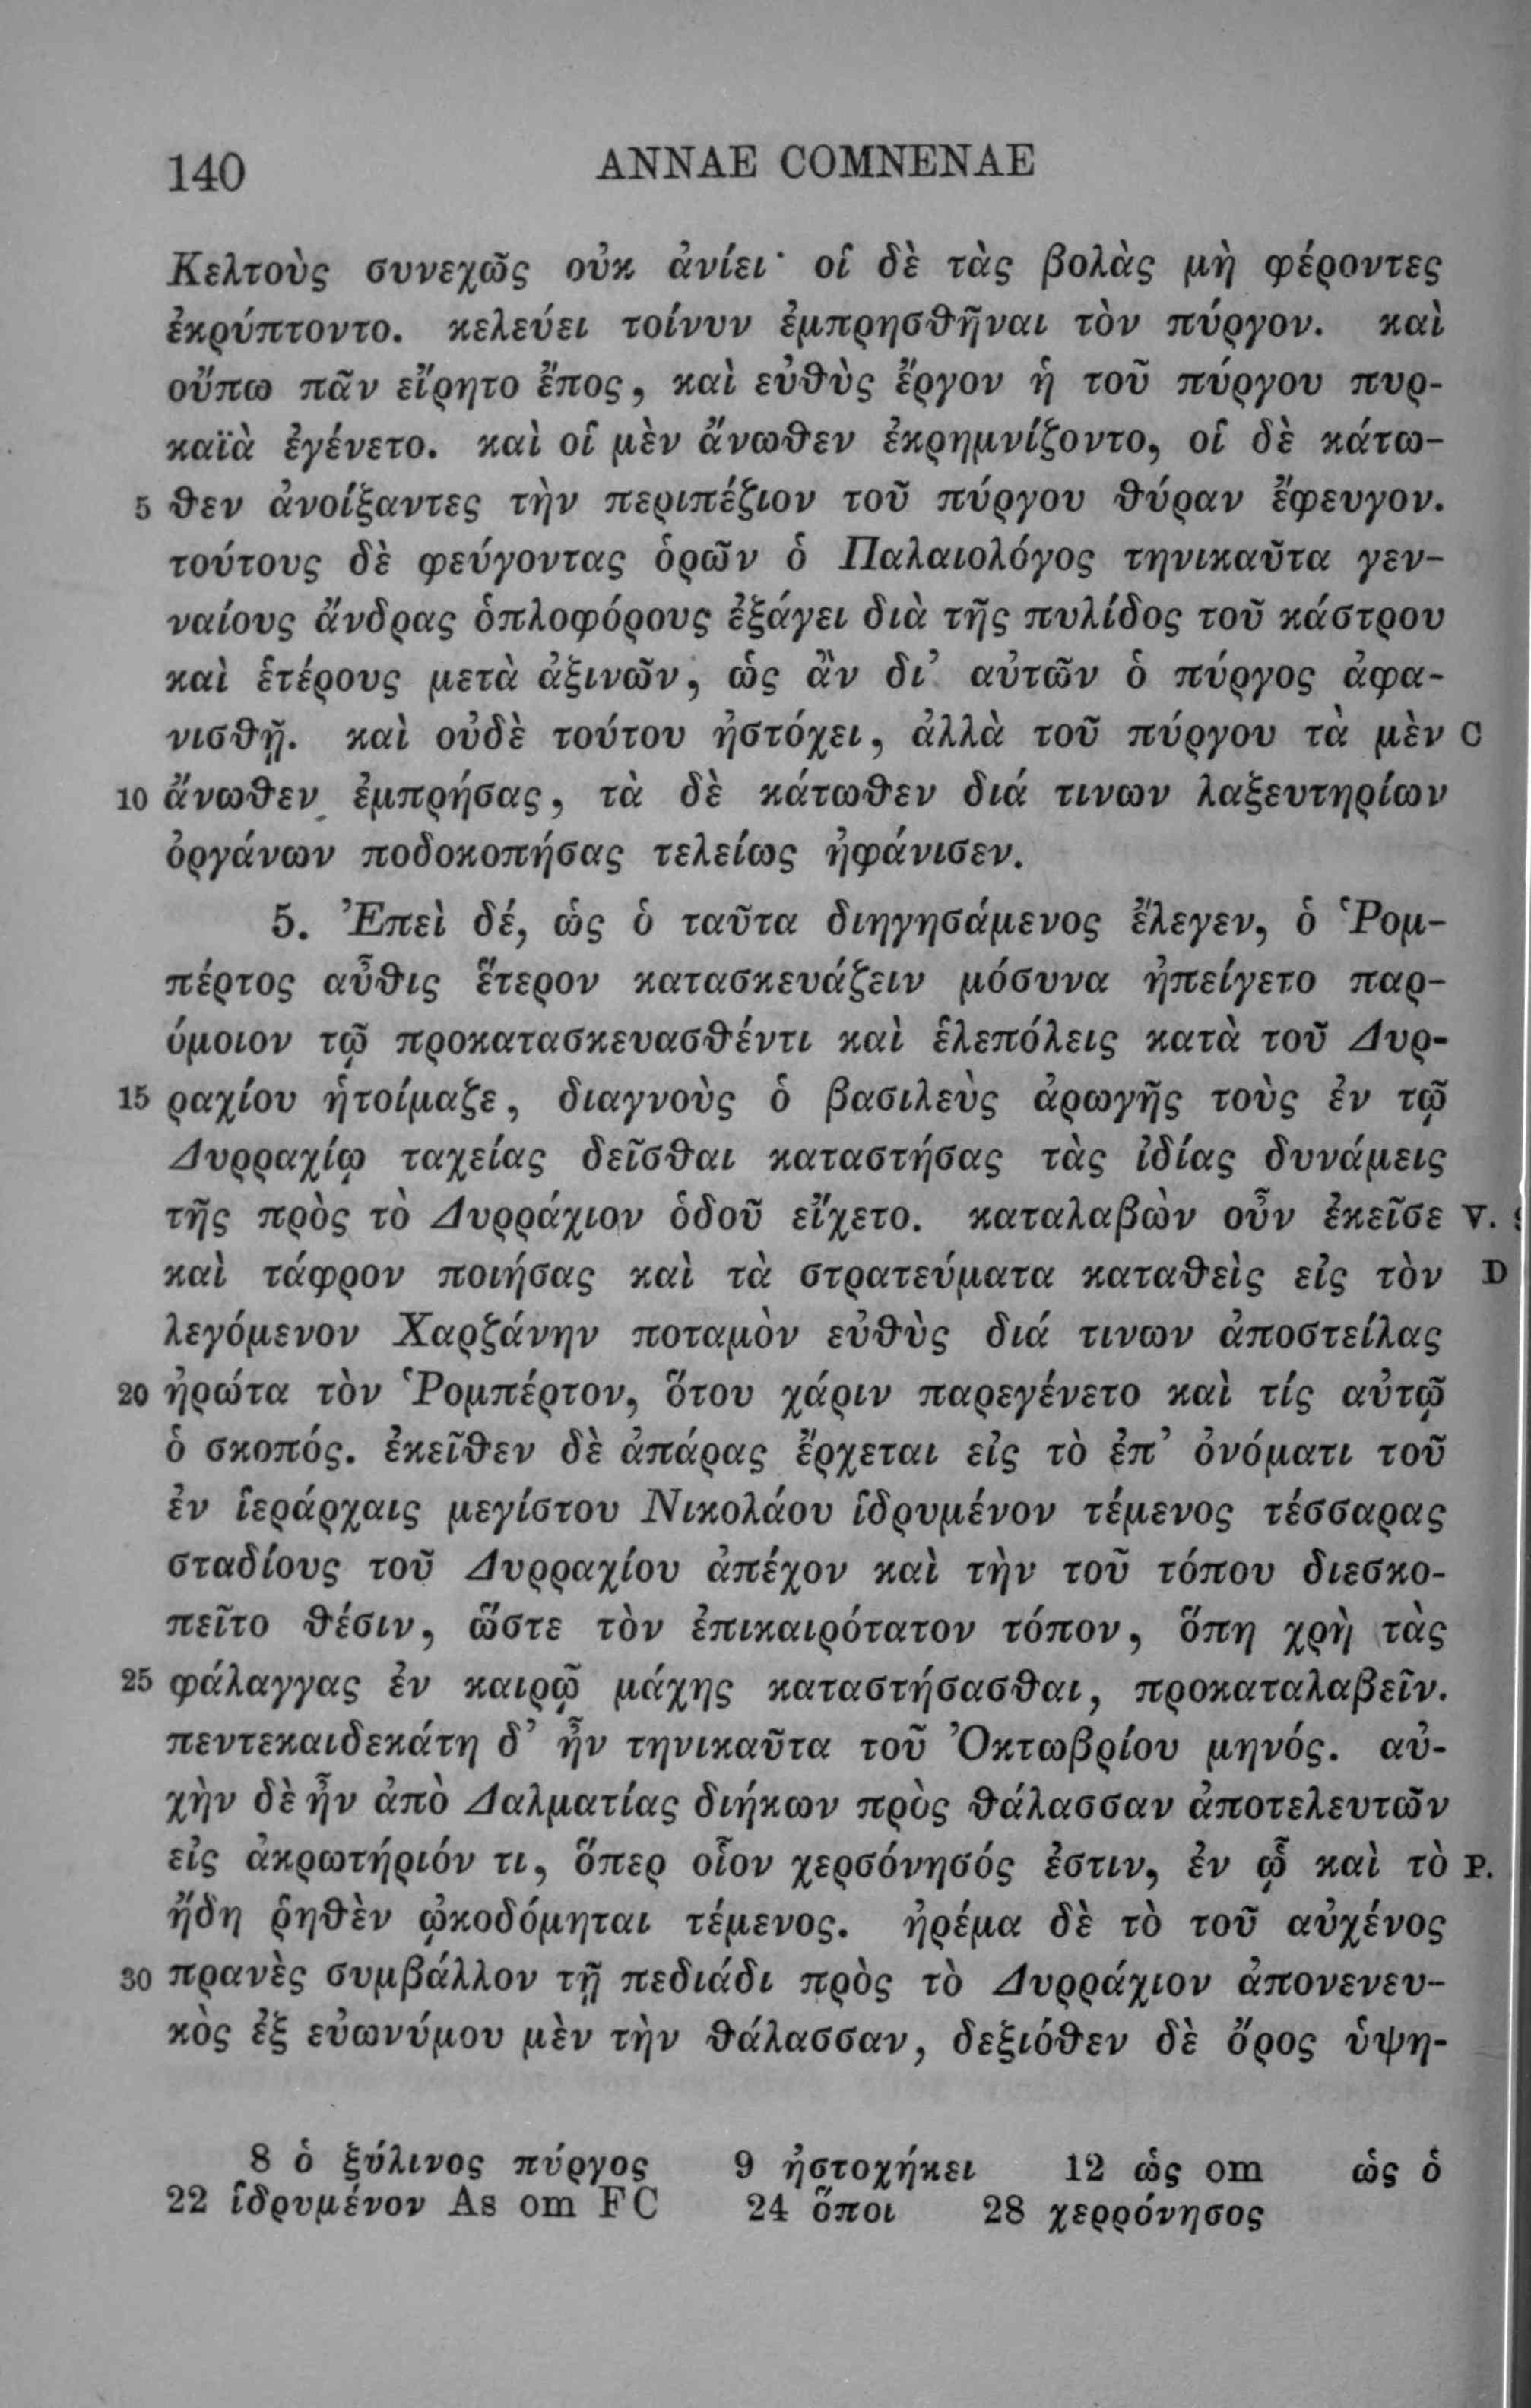 140 ANNAE COMNENAE
Κελτοὺς συνεχῶς οὐκ ἀνίει· οἱ δὲ τὰς βολὰς μὴ φέροντες
ἐκρύπτοντο. κελεύει τοίνυν ἐμπρησθῆναι τὸν πύργον. καὶ
οὔπω πᾶν εἴρητο ἔπος, καὶ εὐθὺς ἔργον ἡ τοῦ πύργου πυρ-
καϊὰ ἐγένετο. καὶ οἱ μὲν ἄνωθεν ἐκρημνίζοντο, οἱ δὲ κάτω-
5 θεν ἀνοίξαντες τὴν περιπέζιον τοῦ πύργου θύραν ἔφευγον.
τούτους δὲ φεύγοντας ὁρῶν ὁ Παλαιολόγος τηνικαῦτα γεν-
ναίους ἄνδρας ὁπλοφόρους ἐξάγει διὰ τῆς πυλίδος τοῦ κάστρου
καὶ ἑτέρους μετὰ ἀξινῶν, ὡς ἂν δι' αὐτῶν ὁ πύργος ἀφα-
νισθῇ. καὶ οὐδὲ τούτου ἠστόχει, ἀλλὰ τοῦ πύργου τὰ μὲν C
10 ἄνωθεν ἐμπρήσας, τὰ δὲ κάτωθεν διά τινων λαξευτηρίων
ὀργάνων ποδοκοπήσας τελείως ἠφάνισεν.
5. Ἐπεὶ δέ, ὡς ὁ ταῦτα διηγησάμενος ἔλεγεν, ὁ Ῥομ-
πέρτος αὖθις ἕτερον κατασκευάζειν μόσυνα ἠπείγετο παρ-
όμοιον τῷ προκατασκευασθέντι καὶ ἑλεπόλεις κατὰ τοῦ Δυρ-
15 ραχίου ἡτοίμαζε, διαγνοὺς ὁ βασιλεὺς ἀρωγῆς τοὺς ἐν τῷ
Δυρραχίῳ ταχείας δεῖσθαι καταστήσας τὰς ἰδίας δυνάμεις
τῆς πρὸς τὸ Δυρράχιον ὁδοῦ εἴχετο. καταλαβὼν οὖν ἐκεῖσε V.
καὶ τάφρον ποιήσας καὶ τὰ στρατεύματα καταθεὶς εἰς τὸν D
λεγόμενον Χαρζάνην ποταμὸν εὐθὺς διά τινων ἀποστείλας
20 ἠρώτα τὸν Ῥομπέρτον, ὅτου χάριν παρεγένετο καὶ τίς αὐτῷ
ὁ σκοπός. ἐκεῖθεν δὲ ἀπάρας ἔρχεται εἰς τὸ ἐπ' ὀνόματι τοῦ
ἐν ἱεράρχαις μεγίστου Νικολάου ἱδρυμένον τέμενος τέσσαρας
σταδίους τοῦ Δυρραχίου ἀπέχον καὶ τὴν τοῦ τόπου διεσκο-
πεῖτο θέσιν, ὥστε τὸν ἐπικαιρότατον τόπον, ὅπη χρὴ τὰς
25 φάλαγγας ἐν καιρῷ μάχης καταστήσασθαι, προκαταλαβεῖν.
πεντεκαιδεκάτη δ' ἦν τηνικαῦτα τοῦ Ὀκτωβρίου μηνός. αὐ-
χὴν δὲ ἦν ἀπὸ Δαλματίας διήκων πρὸς θάλασσαν ἀποτελευτῶν
εἰς ἀκρωτήριόν τι, ὅπερ οἷον χερσόνησός ἐστιν, ἐν ᾧ καὶ τὸ P.
ἤδη ῥηθὲν ᾠκοδόμηται τέμενος. ἠρέμα δὲ τὸ τοῦ αὐχένος
30 πρανὲς συμβάλλον τῇ πεδιάδι πρὸς τὸ Δυρράχιον ἀπονενευ-
κὸς ἐξ εὐωνύμου μὲν τὴν θάλασσαν, δεξιόθεν δὲ ὄρος ὑψη-
8 ὁ ξύλινος πύργος 9 ἠστοχήκει 12 ὡς om ὡς ὁ
22 ἱδρυμένον As om FC 24 ὅποι 28 χερρόνησος